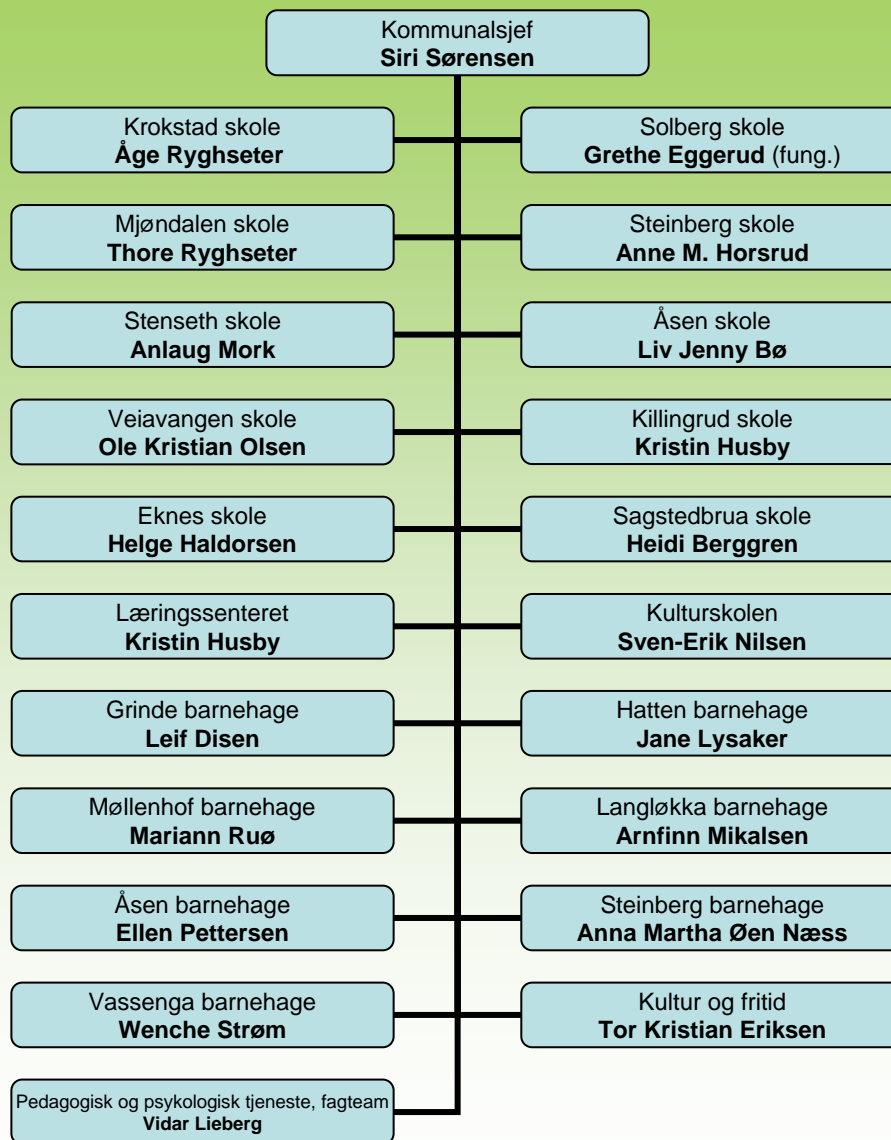 Kommunalsjef
Siri Sørensen
Krokstad skole
Åge Ryghseter
Solberg skole
Grethe Eggerud (fung.)
Mjøndalen skole
Thore Ryghseter
Steinberg skole
Anne M. Horsrud
Stenseth skole
Anlaug Mork
Åsen skole
Liv Jenny Bø
Veiavangen skole
Ole Kristian Olsen
Killingrud skole
Kristin Husby
Eknes skole
Helge Haldorsen
Sagstedbrua skole
Heidi Berggren
Læringssenteret
Kristin Husby
Kulturskolen
Sven-Erik Nilsen
Grinde barnehage
Leif Disen
Hatten barnehage
Jane Lysaker
Møllenhof barnehage
Mariann Ruø
Langløkka barnehage
Arnfinn Mikalsen
Åsen barnehage
Ellen Pettersen
Steinberg barnehage
Anna Martha Øen Næss
Vassenga barnehage
Wenche Strøm
Kultur og fritid
Tor Kristian Eriksen
Pedagogisk og psykologisk tjeneste, fagteam
Vidar Lieberg